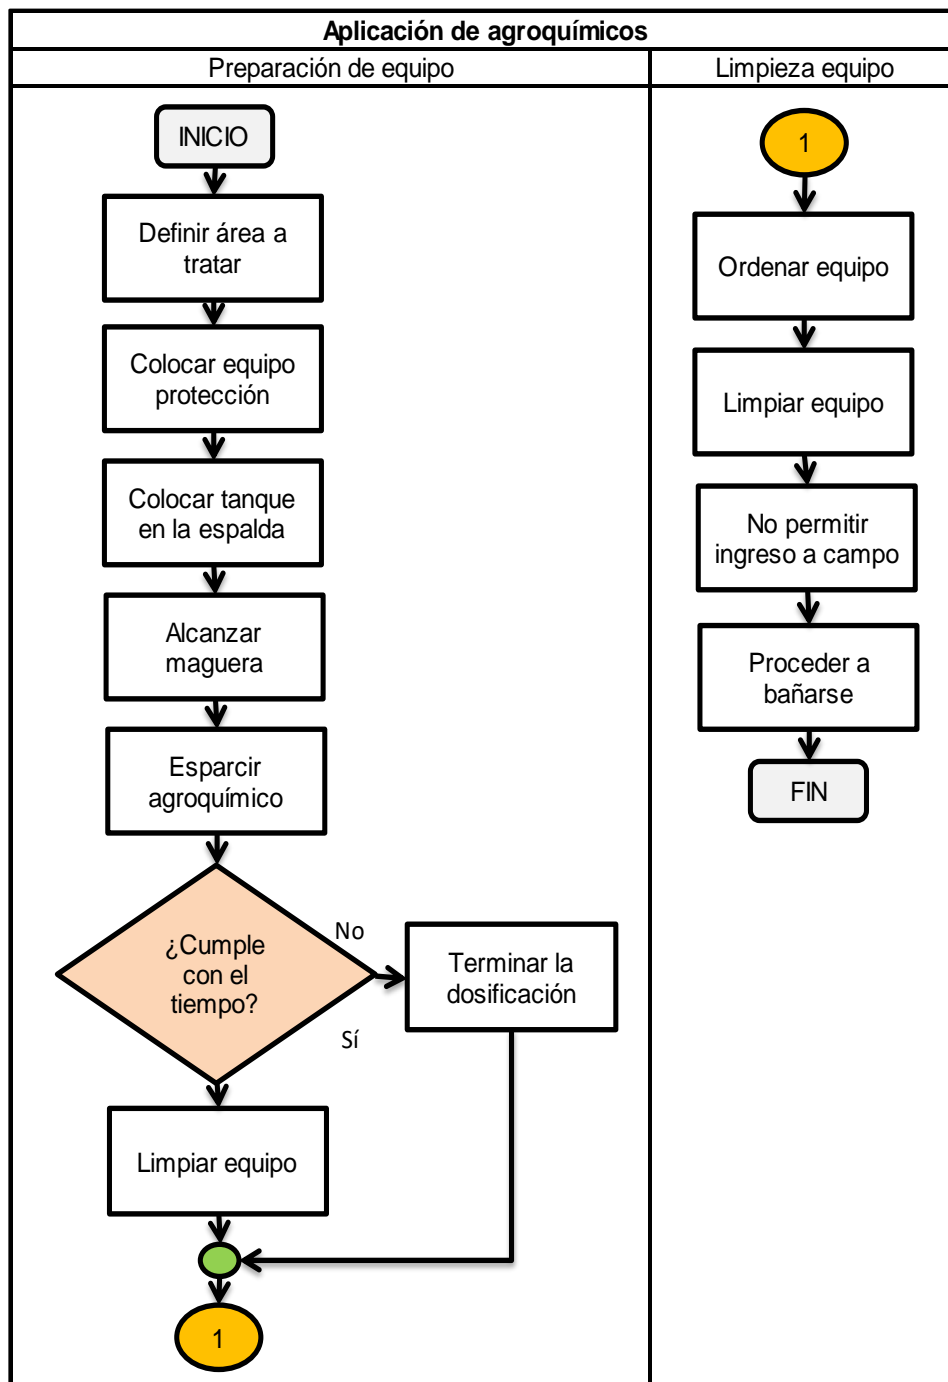 Aplicación de agroquímicos
Preparación de equipo
Limpieza equipo
INICIO
Definir área a
tratar
Colocar equipo
protección
Colocar tanque
en la espalda
Alcanzar
maguera
Esparcir
agroquímico
¿Cumple
con el
tiempo?
No
Terminar la
dosificación
Sí
Limpiar equipo
1
1
Ordenar equipo
Limpiar equipo
No permitir
ingreso a campo
Proceder a
bañarse
FIN